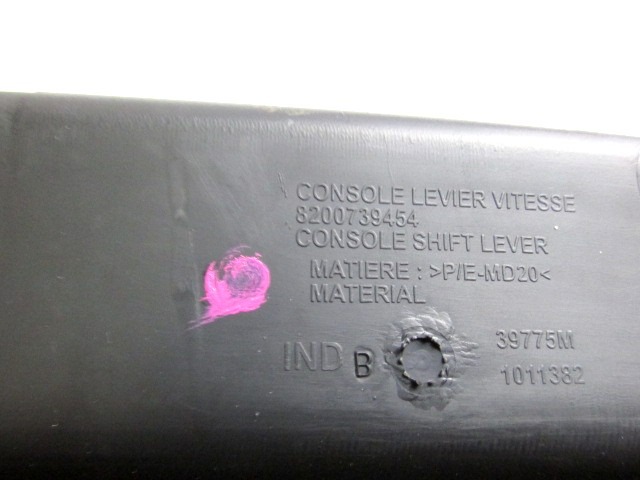 CONSOLE LEVIER VITESSE
8200739454
CONSOLE SHIFT LEVER
MATIERE : >P/E-MD20<
MATERIAL
IND B
39775M
1011382